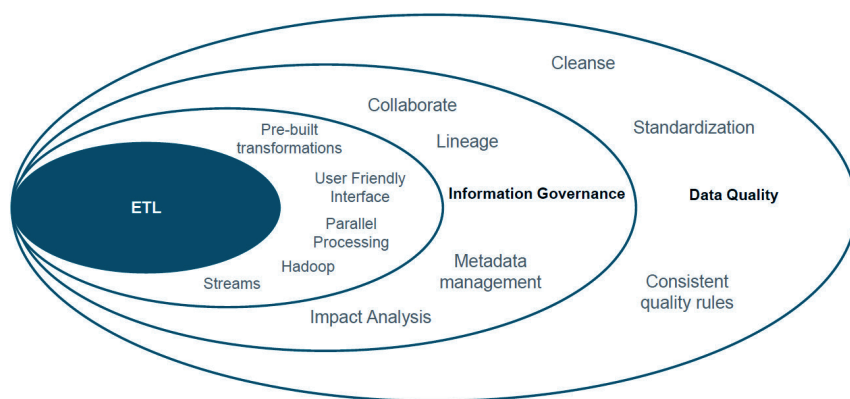 Cleanse
Collaborate
Standardization
Pre-built
transformations
Lineage
User Friendly
Interface
Information Governance
Data Quality
ETL
Parallel
Processing
Hadoop
Metadata
management
Streams
Consistent
quality rules
Impact Analysis